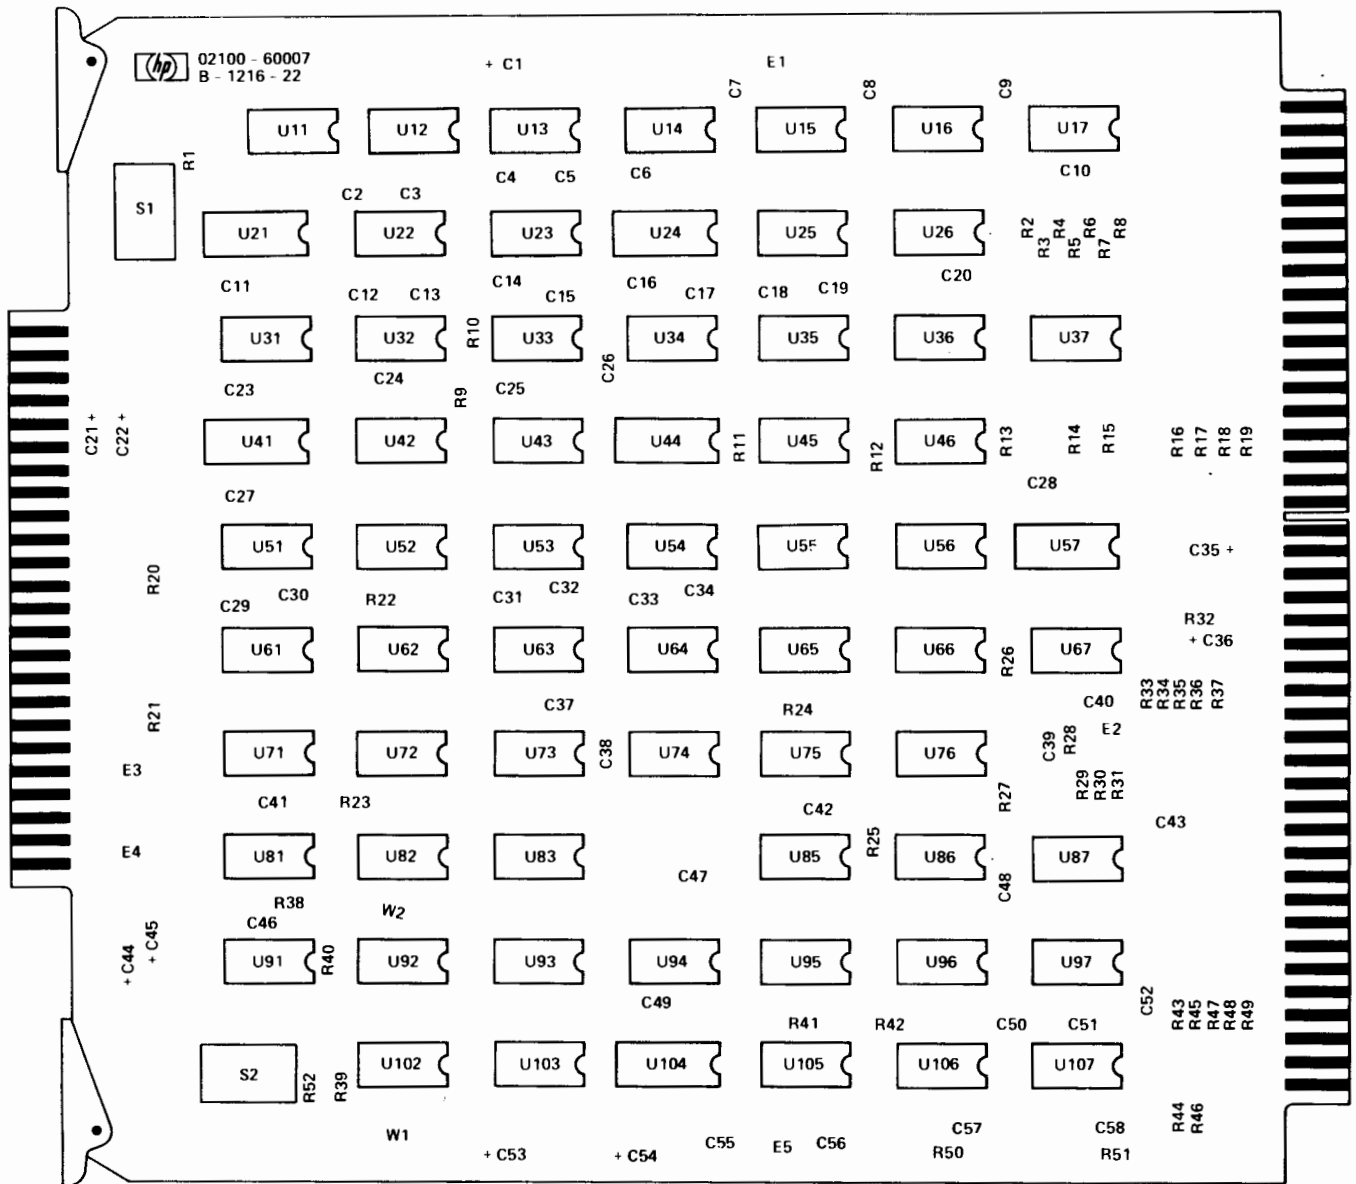 hp 02100 - 60007
B - 1216 - 22
+ C1
E1
C7
C8
C9
U11 U12 U13 U14 U15 U16 U17
R1
C4 C5 C6 C10
S1
C2 C3
U21 U22 U23 U24 U25 U26
R2 R3 R4 R5 R6 R7 R8
C11 C12 C13 C14 C15 C16 C17 C18 C19 C20
U31 U32 R10 U33 U34 U35 U36 U37
C26
C23 C24 R9 C25
C21 + C22 +
U41 U42 U43 U44 R11 U45 R12 U46 R13 R14 R15 R16 R17 R18 R19
C27 C28
U51 U52 U53 U54 U55 U56 U57 C35 +
R20
C29 C30 R22 C31 C32 C33 C34
R32
+ C36
U61 U62 U63 U64 U65 U66 R26 U67
R33 R34 R35 R36 R37
R21 C37 R24 C40
E2
U71 U72 U73 C38 U74 U75 U76 C39 R28
E3
R29 R30 R31
C41 R23 C42 R27
C43
E4 U81 U82 U83 U85 R25 U86 U87
C47 C48
R38 W2
C46
+ C44 + C45
U91 R40 U92 U93 U94 U95 U96 U97
C49 C52
R41 R42 C50 C51 R43 R45 R47 R48 R49
S2 R52 R39 U102 U103 U104 U105 U106 U107
R44 R46
W1 + C53 + C54 C55 E5 C56 C57 C58
R50 R51